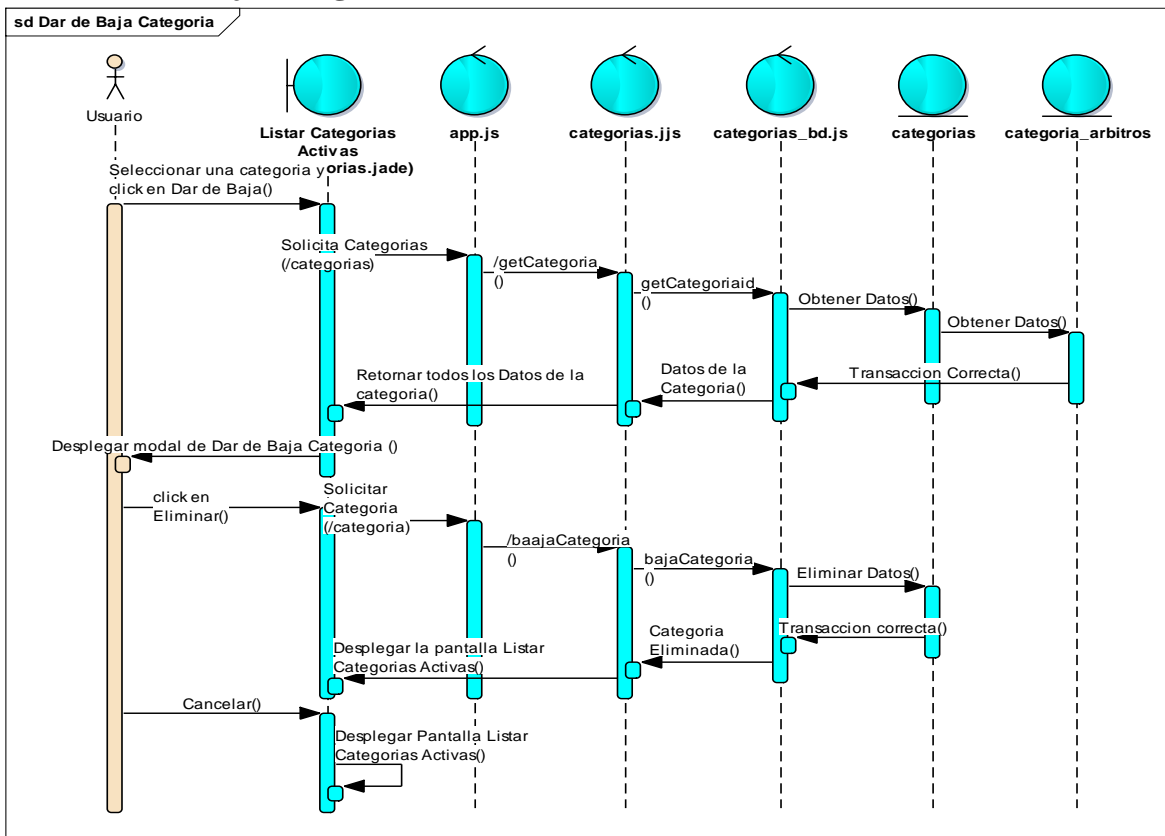 sd Dar de Baja Categoria
Usuario
Listar Categorias
Activas
orias.jade)
app.js
categorias.jjs
categorias_bd.js
categorias
categoria_arbitros
Seleccionar una categoria y
click en Dar de Baja()
Solicita Categorias
(/categorias)
/getCategoria
()
getCategoriaid
()
Obtener Datos()
Obtener Datos()
Transaccion Correcta()
Datos de la
Categoria()
Retornar todos los Datos de la
categoria()
Desplegar modal de Dar de Baja Categoria ()
click en
Eliminar()
Solicitar
Categoria
(/categoria)
/baajaCategoria
()
bajaCategoria
()
Eliminar Datos()
Transaccion correcta()
Categoria
Eliminada()
Desplegar la pantalla Listar
Categorias Activas()
Cancelar()
Desplegar Pantalla Listar
Categorias Activas()